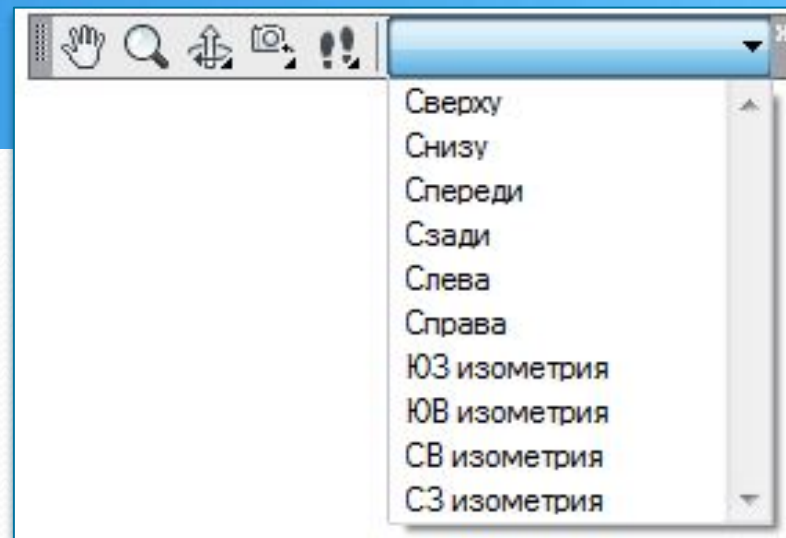 Сверху
Снизу
Спереди
Сзади
Слева
Справа
ЮЗ изометрия
ЮВ изометрия
СВ изометрия
СЗ изометрия